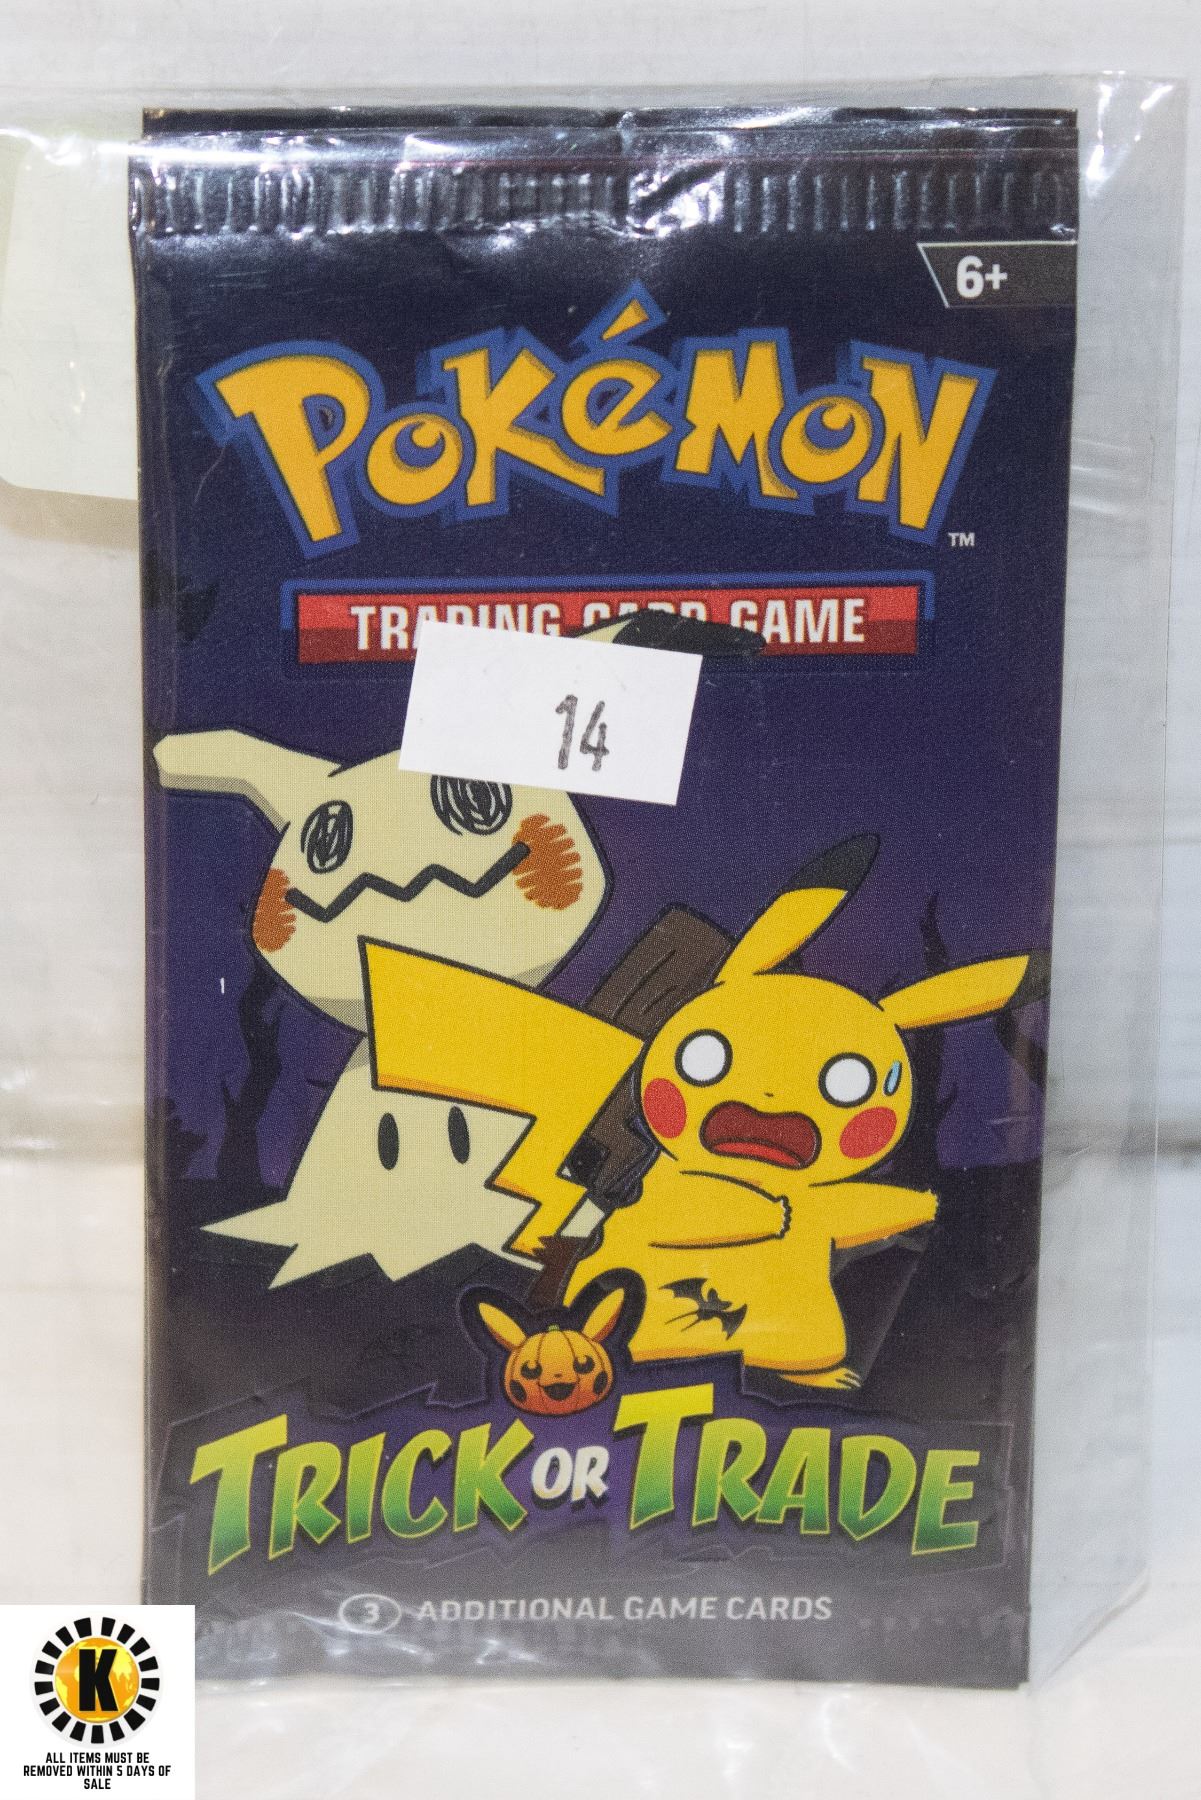 6+
POKéMON
TM
TRADING CARD GAME
14
TRICK OR TRADE
3 ADDITIONAL GAME CARDS
K
ALL ITEMS MUST BE
REMOVED WITHIN 5 DAYS OF
SALE